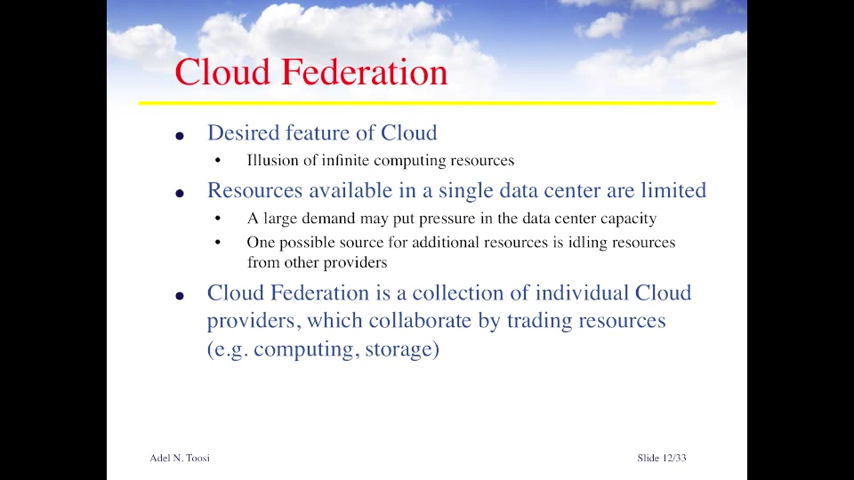 Cloud Federation
• Desired feature of Cloud
• Illusion of infinite computing resources
• Resources available in a single data center are limited
• A large demand may put pressure in the data center capacity
• One possible source for additional resources is idling resources
from other providers
• Cloud Federation is a collection of individual Cloud
providers, which collaborate by trading resources
(e.g. computing, storage)
Adel N. Toosi
Slide 12/33